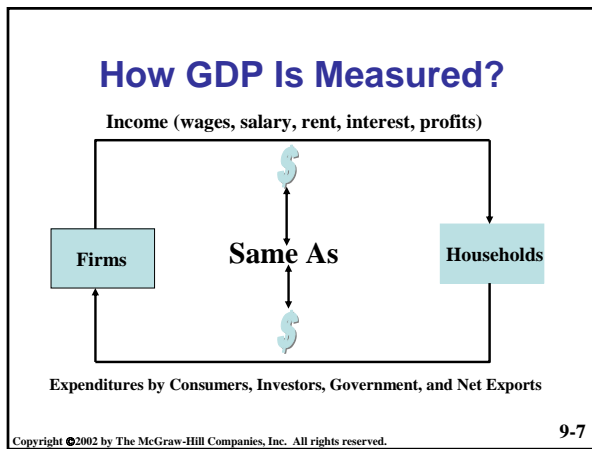 How GDP Is Measured?
Income (wages, salary, rent, interest, profits)
$
Firms
Same As
Households
$
Expenditures by Consumers, Investors, Government, and Net Exports
9-7
Copyright ©2002 by The McGraw-Hill Companies, Inc. All rights reserved.